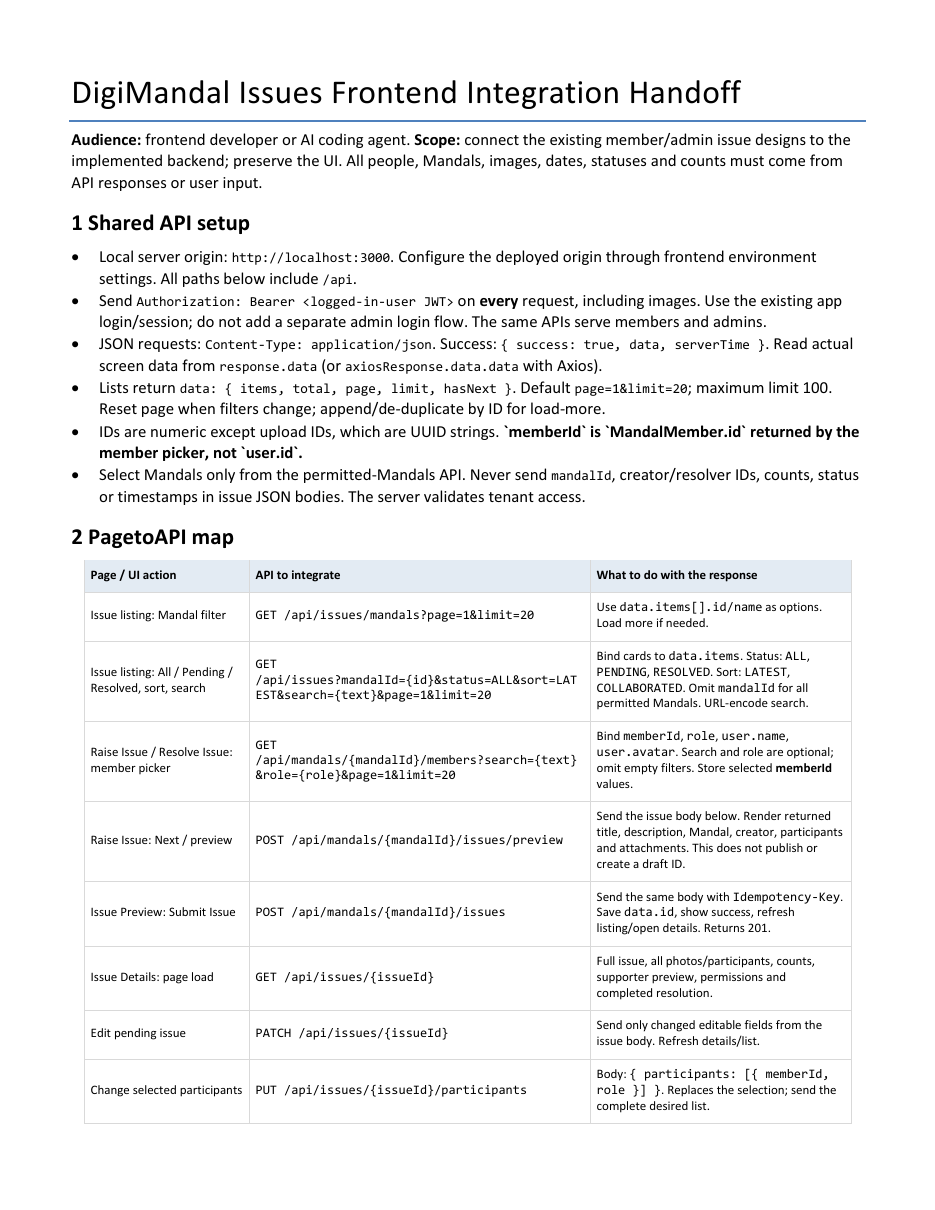 DigiMandal Issues Frontend Integration Handoff
Audience: frontend developer or AI coding agent. Scope: connect the existing member/admin issue designs to the
implemented backend; preserve the UI. All people, Mandals, images, dates, statuses and counts must come from
API responses or user input.
1 Shared API setup
• Local server origin: http://localhost:3000. Configure the deployed origin through frontend environment
settings. All paths below include /api.
• Send Authorization: Bearer <logged-in-user JWT> on every request, including images. Use the existing app
login/session; do not add a separate admin login flow. The same APIs serve members and admins.
• JSON requests: Content-Type: application/json. Success: { success: true, data, serverTime }. Read actual
screen data from response.data (or axiosResponse.data.data with Axios).
• Lists return data: { items, total, page, limit, hasNext }. Default page=1&limit=20; maximum limit 100.
Reset page when filters change; append/de-duplicate by ID for load-more.
• IDs are numeric except upload IDs, which are UUID strings. `memberId` is `MandalMember.id` returned by the
member picker, not `user.id`.
• Select Mandals only from the permitted-Mandals API. Never send mandalId, creator/resolver IDs, counts, status
or timestamps in issue JSON bodies. The server validates tenant access.
2 PagetoAPI map
Page / UI action
API to integrate
What to do with the response
Issue listing: Mandal filter
GET /api/issues/mandals?page=1&limit=20
Use data.items[].id/name as options.
Load more if needed.
Issue listing: All / Pending /
Resolved, sort, search
GET
/api/issues?mandalId={id}&status=ALL&sort=LAT
EST&search={text}&page=1&limit=20
Bind cards to data.items. Status: ALL,
PENDING, RESOLVED. Sort: LATEST,
COLLABORATED. Omit mandalId for all
permitted Mandals. URL-encode search.
Raise Issue / Resolve Issue:
member picker
GET
/api/mandals/{mandalId}/members?search={text}
&role={role}&page=1&limit=20
Bind memberId, role, user.name,
user.avatar. Search and role are optional;
omit empty filters. Store selected memberId
values.
Raise Issue: Next / preview
POST /api/mandals/{mandalId}/issues/preview
Send the issue body below. Render returned
title, description, Mandal, creator, participants
and attachments. This does not publish or
create a draft ID.
Issue Preview: Submit Issue
POST /api/mandals/{mandalId}/issues
Send the same body with Idempotency-Key.
Save data.id, show success, refresh
listing/open details. Returns 201.
Issue Details: page load
GET /api/issues/{issueId}
Full issue, all photos/participants, counts,
supporter preview, permissions and
completed resolution.
Edit pending issue
PATCH /api/issues/{issueId}
Send only changed editable fields from the
issue body. Refresh details/list.
Change selected participants
PUT /api/issues/{issueId}/participants
Body: { participants: [{ memberId,
role }] }. Replaces the selection; send the
complete desired list.